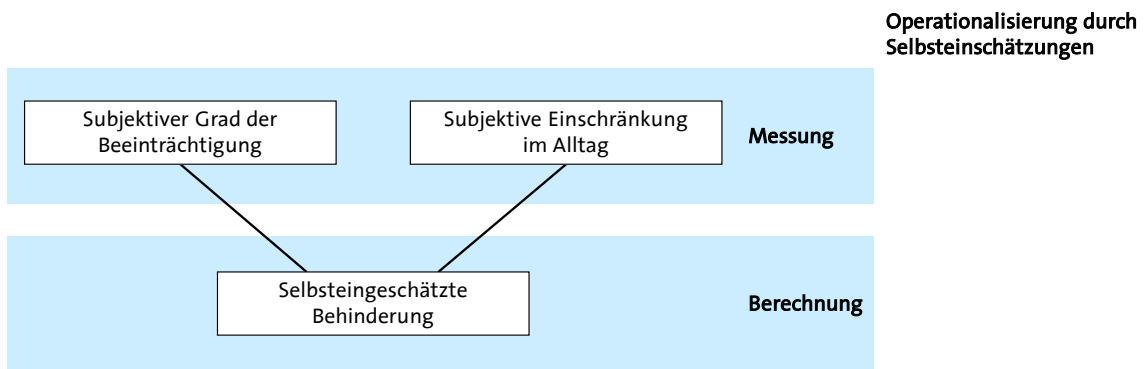 Operationalisierung durch
Selbsteinschätzungen
Subjektiver Grad der
Beeinträchtigung
Subjektive Einschränkung
im Alltag
Messung
Selbsteingeschätzte
Behinderung
Berechnung